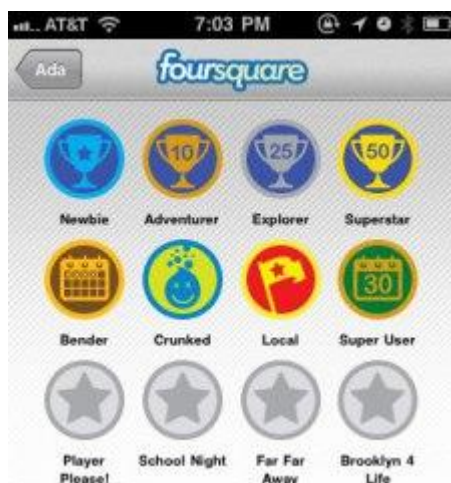 AT&T 7:03 PM
Ada foursquare
10 25 50
Newbie Adventurer Explorer Superstar
30
Bender Crunked Local Super User
Player Please! School Night Far Far Away Brooklyn 4 Life